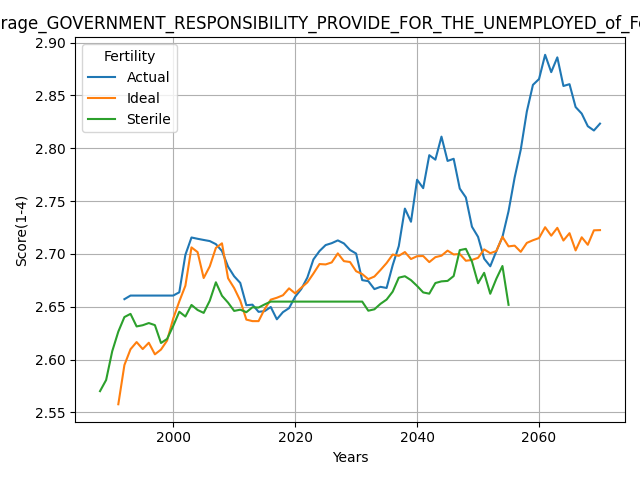 rage_GOVERNMENT_RESPONSIBILITY_PROVIDE_FOR_THE_UNEMPLOYED_of_Fe
Fertility
Actual
Ideal
Sterile
Score(1-4)
2.90
2.85
2.80
2.75
2.70
2.65
2.60
2.55
2000 2020 2040 2060
Years